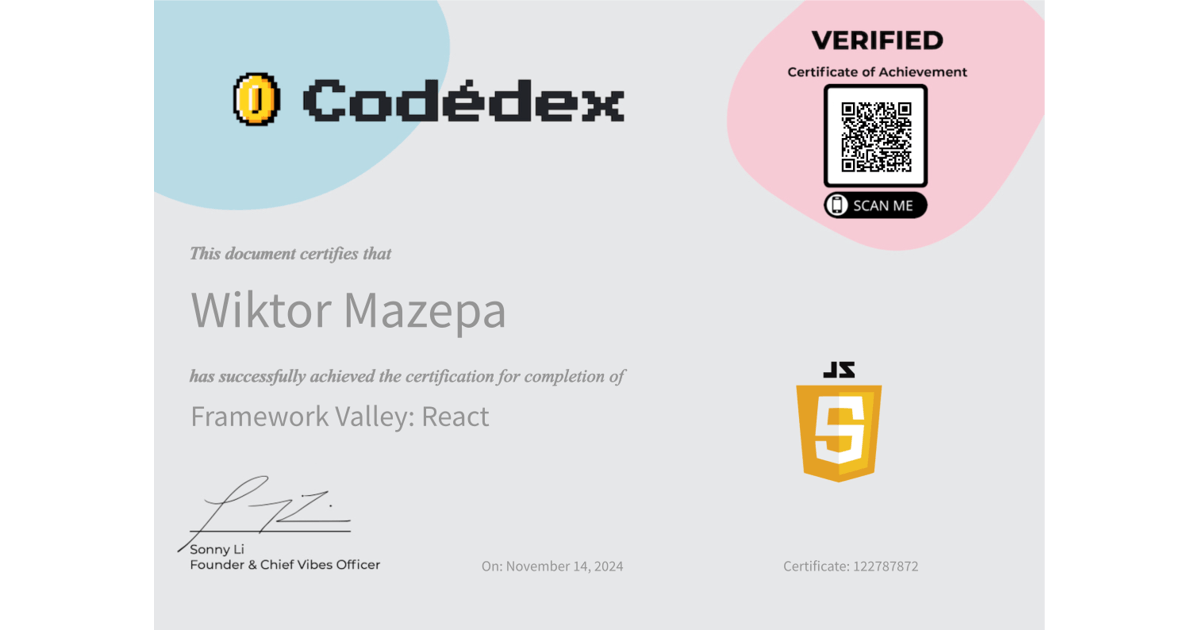 Codédex
VERIFIED
Certificate of Achievement
SCAN ME
This document certifies that
Wiktor Mazepa
has successfully achieved the certification for completion of
Framework Valley: React
JS
Sonny Li
Founder & Chief Vibes Officer
On: November 14, 2024
Certificate: 122787872